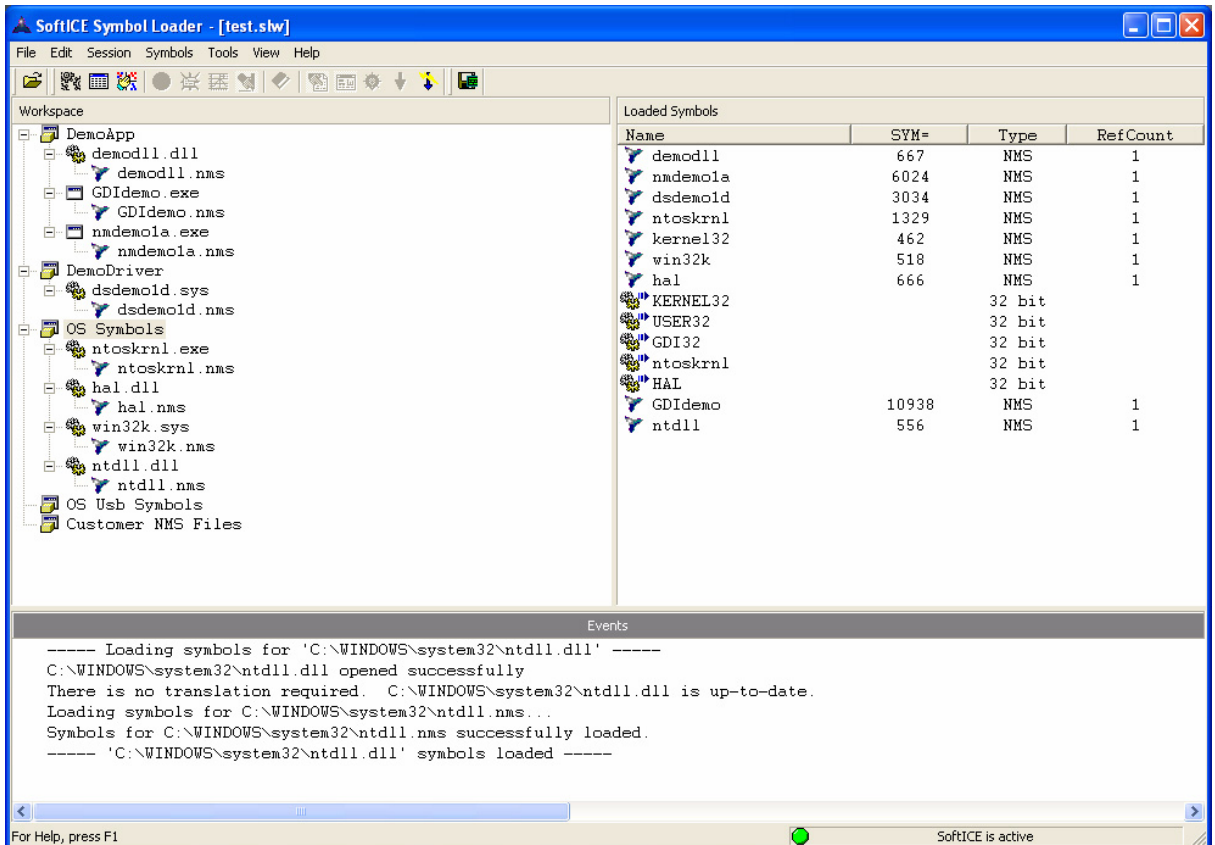 SoftICE Symbol Loader - [test.slw]
File Edit Session Symbols Tools View Help
Workspace
DemoApp
demodll.dll
demodll.nms
GDIdemo.exe
GDIdemo.nms
nmdemo1a.exe
nmdemo1a.nms
DemoDriver
dsdemo1d.sys
dsdemo1d.nms
OS Symbols
ntoskrnl.exe
ntoskrnl.nms
hal.dll
hal.nms
win32k.sys
win32k.nms
ntdll.dll
ntdll.nms
OS Usb Symbols
Customer NMS Files
Loaded Symbols
Name SYM= Type RefCount
demodll 667 NMS 1
nmdemo1a 6024 NMS 1
dsdemo1d 3034 NMS 1
ntoskrnl 1329 NMS 1
kernel32 462 NMS 1
win32k 518 NMS 1
hal 666 NMS 1
KERNEL32 32 bit
USER32 32 bit
GDI32 32 bit
ntoskrnl 32 bit
HAL 32 bit
GDIdemo 10938 NMS 1
ntdll 556 NMS 1
Events
----- Loading symbols for 'C:\WINDOWS\system32\ntdll.dll' -----
C:\WINDOWS\system32\ntdll.dll opened successfully
There is no translation required.  C:\WINDOWS\system32\ntdll.dll is up-to-date.
Loading symbols for C:\WINDOWS\system32\ntdll.nms...
Symbols for C:\WINDOWS\system32\ntdll.nms successfully loaded.
----- 'C:\WINDOWS\system32\ntdll.dll' symbols loaded -----
For Help, press F1
SoftICE is active